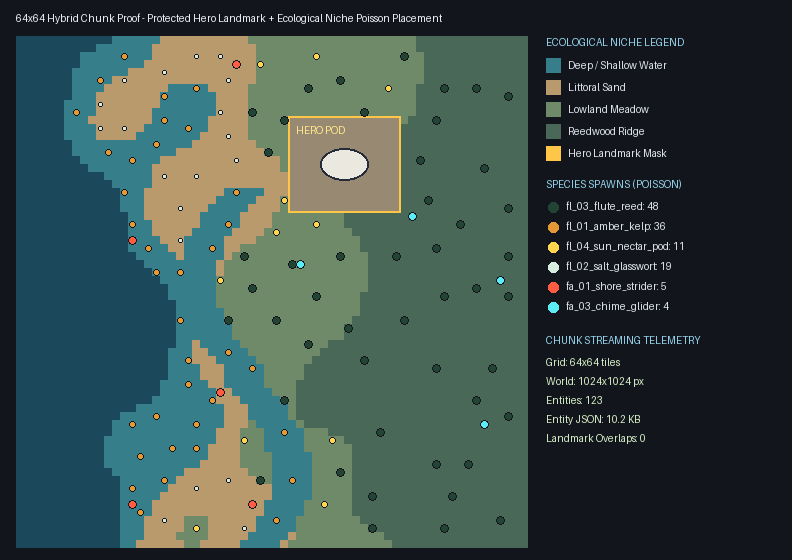 64x64 Hybrid Chunk Proof - Protected Hero Landmark + Ecological Niche Poisson Placement
HERO POD
ECOLOGICAL NICHE LEGEND
Deep / Shallow Water
Littoral Sand
Lowland Meadow
Reedwood Ridge
Hero Landmark Mask
SPECIES SPAWNS (POISSON)
fl_03_flute_reed: 48
fl_01_amber_kelp: 36
fl_04_sun_nectar_pod: 11
fl_02_salt_glasswort: 19
fa_01_shore_strider: 5
fa_03_chime_glider: 4
CHUNK STREAMING TELEMETRY
Grid: 64x64 tiles
World: 1024x1024 px
Entities: 123
Entity JSON: 10.2 KB
Landmark Overlaps: 0